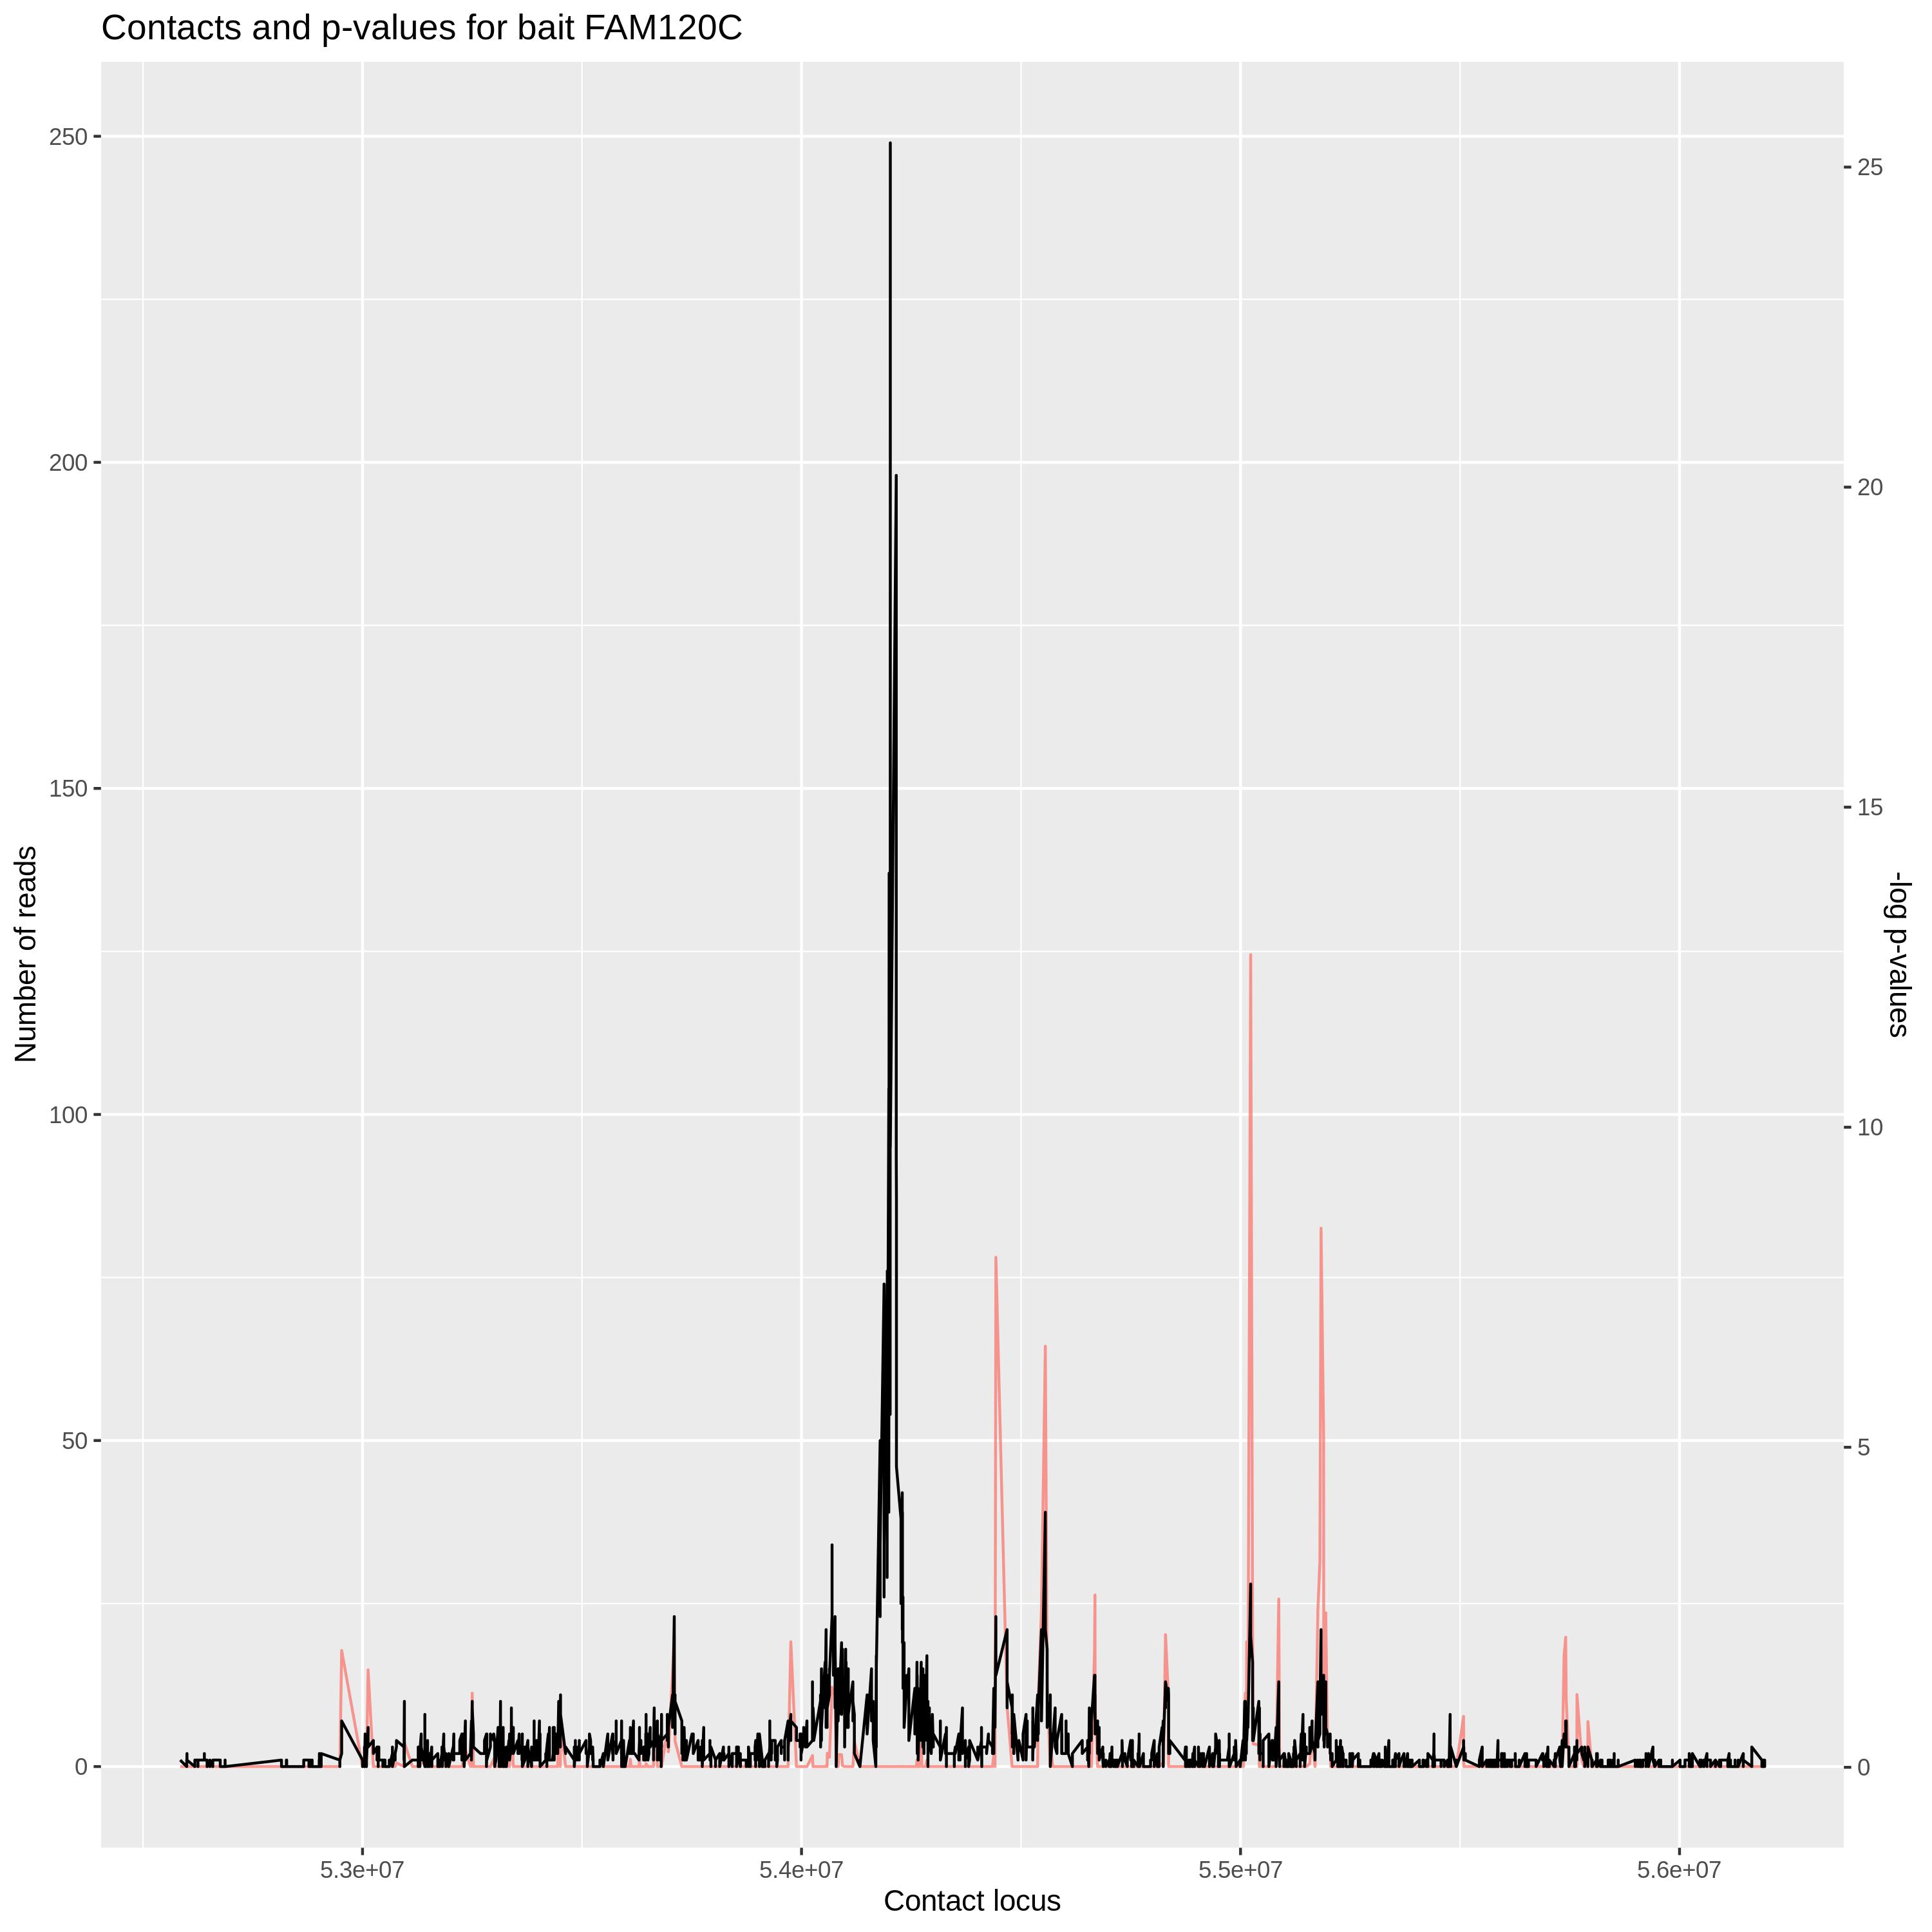 Contacts and p-values for bait FAM120C
250
200
150
100
50
0
Number of reads
25
20
15
10
5
0
-log p-values
5.3e+07
5.4e+07
5.5e+07
5.6e+07
Contact locus